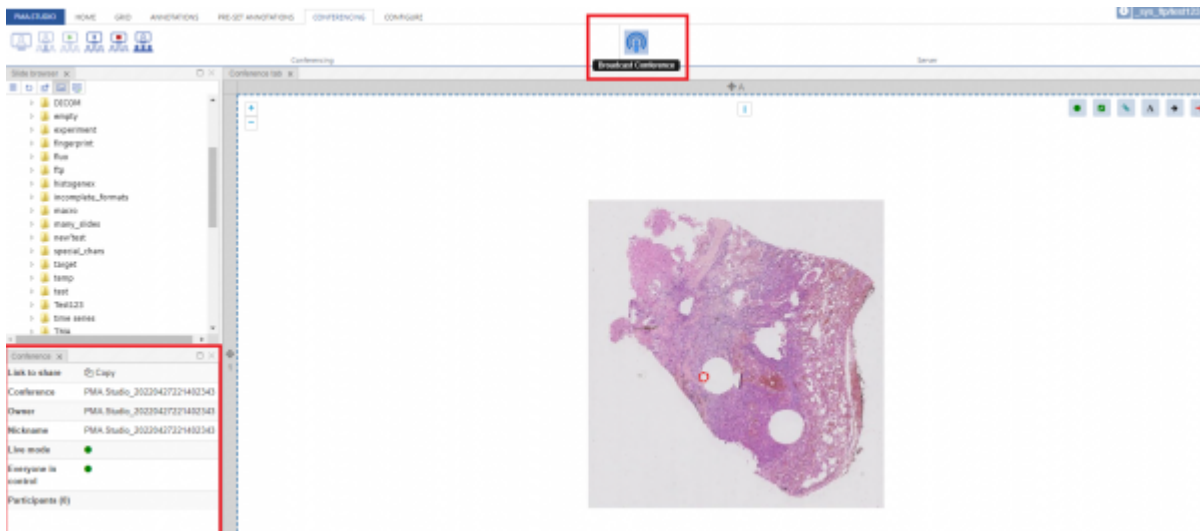 PMA.STUDIO HOME GRID ANNOTATIONS PRE-SET ANNOTATIONS CONFERENCING CONFIGURE
Conferencing
Broadcast Conference
Server
Slide browser x
Conference tab x
A
DICOM
empty
experiment
fingerprint
fluo
ftp
histogenex
incomplete_formats
macro
many_slides
special_chars
target
temp
test
Test123
time series
Conference x
Link to share Copy
Conference PMA.Studio_20220427221402343
Owner PMA.Studio_20220427221402343
Nickname PMA.Studio_20220427221402343
Live mode
Everyone in
control
Participants (0)